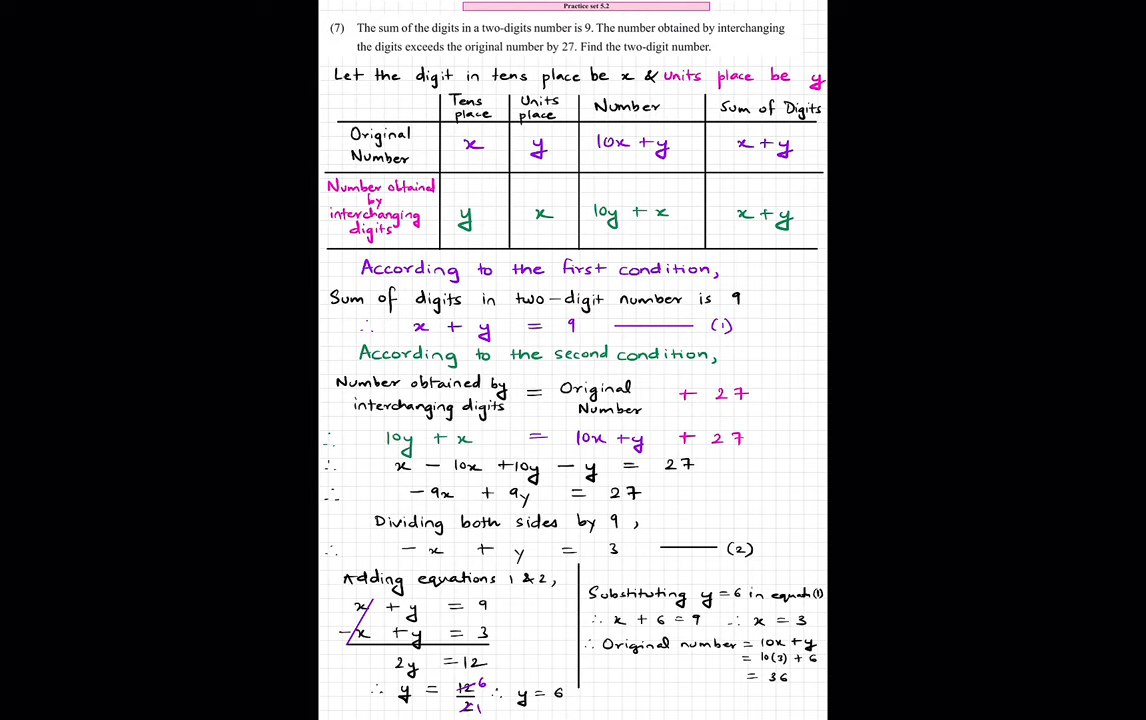 Practice set 5.2
(7) The sum of the digits in a two-digits number is 9. The number obtained by interchanging
the digits exceeds the original number by 27. Find the two-digit number.
Let the digit in tens place be x & units place be y
Tens place Units place Number Sum of Digits
Original Number x y 10x + y x + y
Number obtained by interchanging digits y x 10y + x x + y
According to the first condition,
Sum of digits in two-digit number is 9
∴ x + y = 9 (1)
According to the second condition,
Number obtained by interchanging digits = Original Number + 27
∴ 10y + x = 10x + y + 27
∴ x - 10x + 10y - y = 27
∴ -9x + 9y = 27
Dividing both sides by 9,
∴ -x + y = 3 (2)
Adding equations 1 & 2,
x + y = 9
-x + y = 3
2y = 12
∴ y = 12 6 / 2 1 ∴ y = 6
Substituting y = 6 in equatn (1)
∴ x + 6 = 9 ∴ x = 3
∴ Original number = 10x + y
= 10(3) + 6
= 36